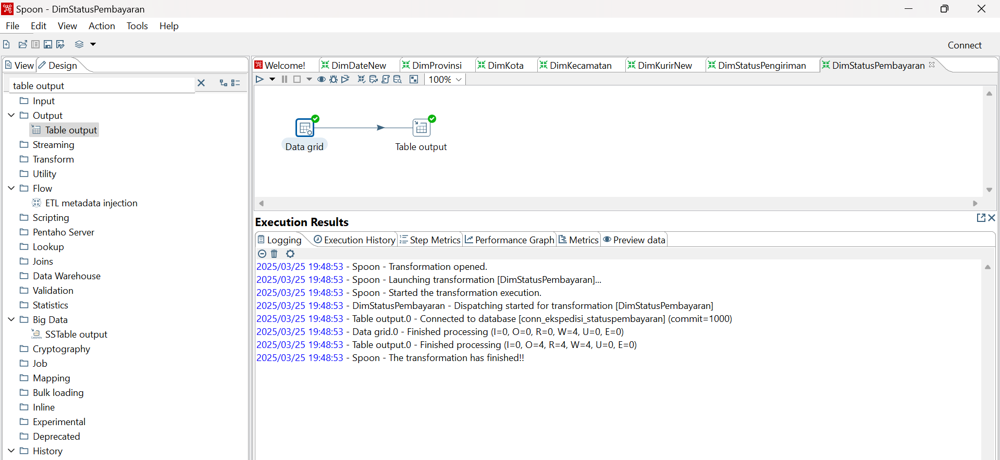 Spoon - DimStatusPembayaran
File Edit View Action Tools Help
Connect
View Design
table output
Input
Output
Table output
Streaming
Transform
Utility
Flow
ETL metadata injection
Scripting
Pentaho Server
Lookup
Joins
Data Warehouse
Validation
Statistics
Big Data
SSTable output
Cryptography
Job
Mapping
Bulk loading
Inline
Experimental
Deprecated
History
Welcome! DimDateNew DimProvinsi DimKota DimKecamatan DimKurirNew DimStatusPengiriman DimStatusPembayaran
100%
Data grid Table output
Execution Results
Logging Execution History Step Metrics Performance Graph Metrics Preview data
2025/03/25 19:48:53 - Spoon - Transformation opened.
2025/03/25 19:48:53 - Spoon - Launching transformation [DimStatusPembayaran]...
2025/03/25 19:48:53 - Spoon - Started the transformation execution.
2025/03/25 19:48:53 - DimStatusPembayaran - Dispatching started for transformation [DimStatusPembayaran]
2025/03/25 19:48:53 - Table output.0 - Connected to database [conn_ekspedisi_statuspembayaran] (commit=1000)
2025/03/25 19:48:53 - Data grid.0 - Finished processing (I=0, O=0, R=0, W=4, U=0, E=0)
2025/03/25 19:48:53 - Table output.0 - Finished processing (I=0, O=4, R=4, W=4, U=0, E=0)
2025/03/25 19:48:53 - Spoon - The transformation has finished!!